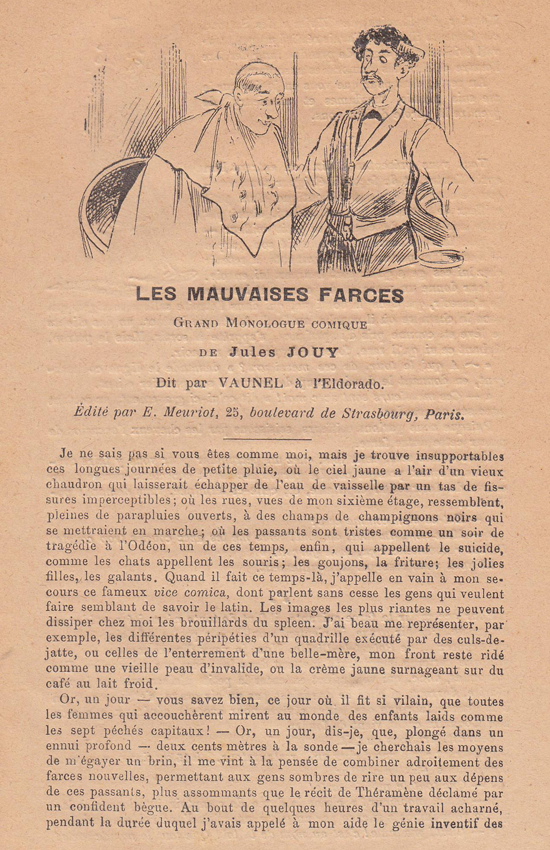 LES MAUVAISES FARCES
GRAND MONOLOGUE COMIQUE
DE Jules JOUY
Dit par VAUNEL à l'Eldorado.
Édité par E. Meuriot, 25, boulevard de Strasbourg, Paris.
Je ne sais pas si vous êtes comme moi, mais je trouve insupportables
ces longues journées de petite pluie, où le ciel jaune a l'air d'un vieux
chaudron qui laisserait échapper de l'eau de vaisselle par un tas de fis-
sures imperceptibles; où les rues, vues de mon sixième étage, ressemblent,
pleines de parapluies ouverts, à des champs de champignons noirs qui
se mettraient en marche; où les passants sont tristes comme un soir de
tragédie à l'Odéon, un de ces temps, enfin, qui appellent le suicide,
comme les chats appellent les souris; les goujons, la friture; les jolies
filles, les galants. Quand il fait ce temps-là, j'appelle en vain à mon se-
cours ce fameux vice comica, dont parlent sans cesse les gens qui veulent
faire semblant de savoir le latin. Les images les plus riantes ne peuvent
dissiper chez moi les brouillards du spleen. J'ai beau me représenter, par
exemple, les différentes péripéties d'un quadrille exécuté par des culs-de-
jatte, ou celles de l'enterrement d'une belle-mère, mon front reste ridé
comme une vieille peau d'invalide, ou la crème jaune surnageant sur du
café au lait froid.
Or, un jour — vous savez bien, ce jour où il fit si vilain, que toutes
les femmes qui accouchèrent mirent au monde des enfants laids comme
les sept péchés capitaux! — Or, un jour, dis-je, que, plongé dans un
ennui profond — deux cents mètres à la sonde — je cherchais les moyens
de m'égayer un brin, il me vint à la pensée de combiner adroitement des
farces nouvelles, permettant aux gens sombres de rire un peu aux dépens
de ces passants, plus assommants que le récit de Théramène déclamé par
un confident bègue. Au bout de quelques heures d'un travail acharné,
pendant la durée duquel j'avais appelé à mon aide le génie inventif des